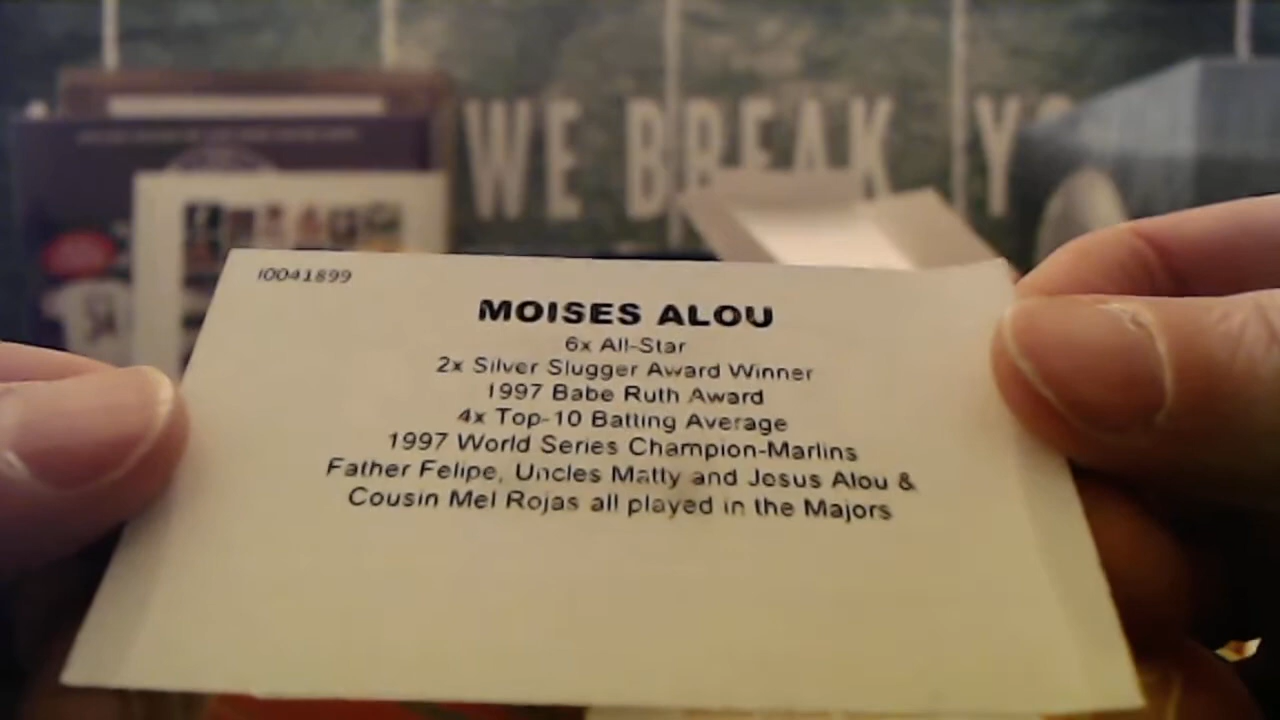 WE BREAK Y
10041899
MOISES ALOU
6x All-Star
2x Silver Slugger Award Winner
1997 Babe Ruth Award
4x Top-10 Batting Average
1997 World Series Champion-Marlins
Father Felipe, Uncles Matty and Jesus Alou &
Cousin Mel Rojas all played in the Majors